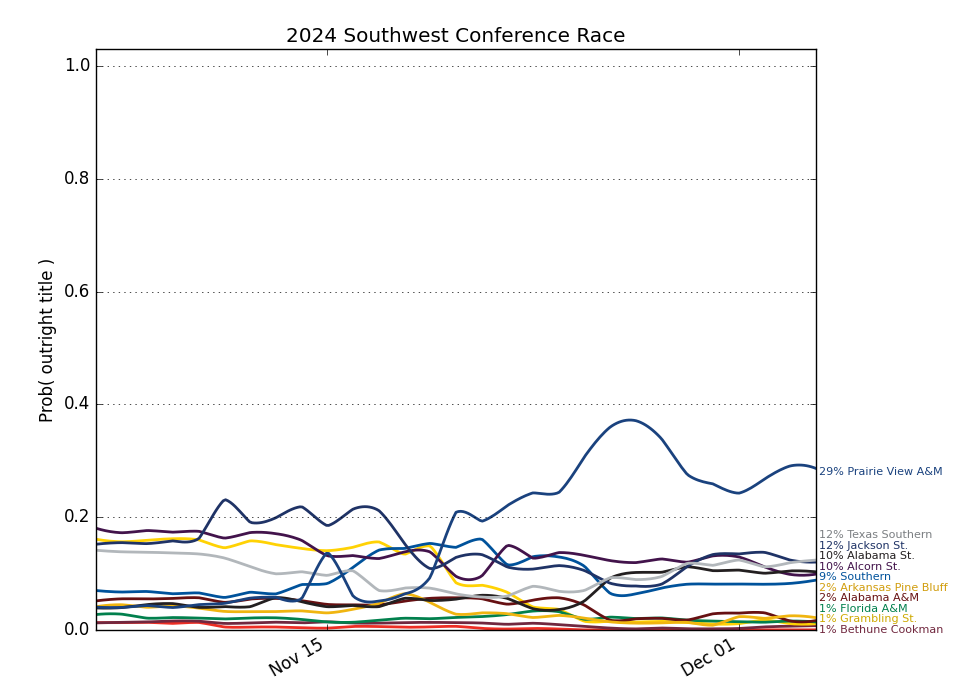 2024 Southwest Conference Race
Prob( outright title )
1.0
0.8
0.6
0.4
0.2
0.0
Nov 15
Dec 01
29% Prairie View A&M
12% Texas Southern
12% Jackson St.
10% Alabama St.
10% Alcorn St.
9% Southern
2% Arkansas Pine Bluff
2% Alabama A&M
1% Florida A&M
1% Grambling St.
1% Bethune Cookman